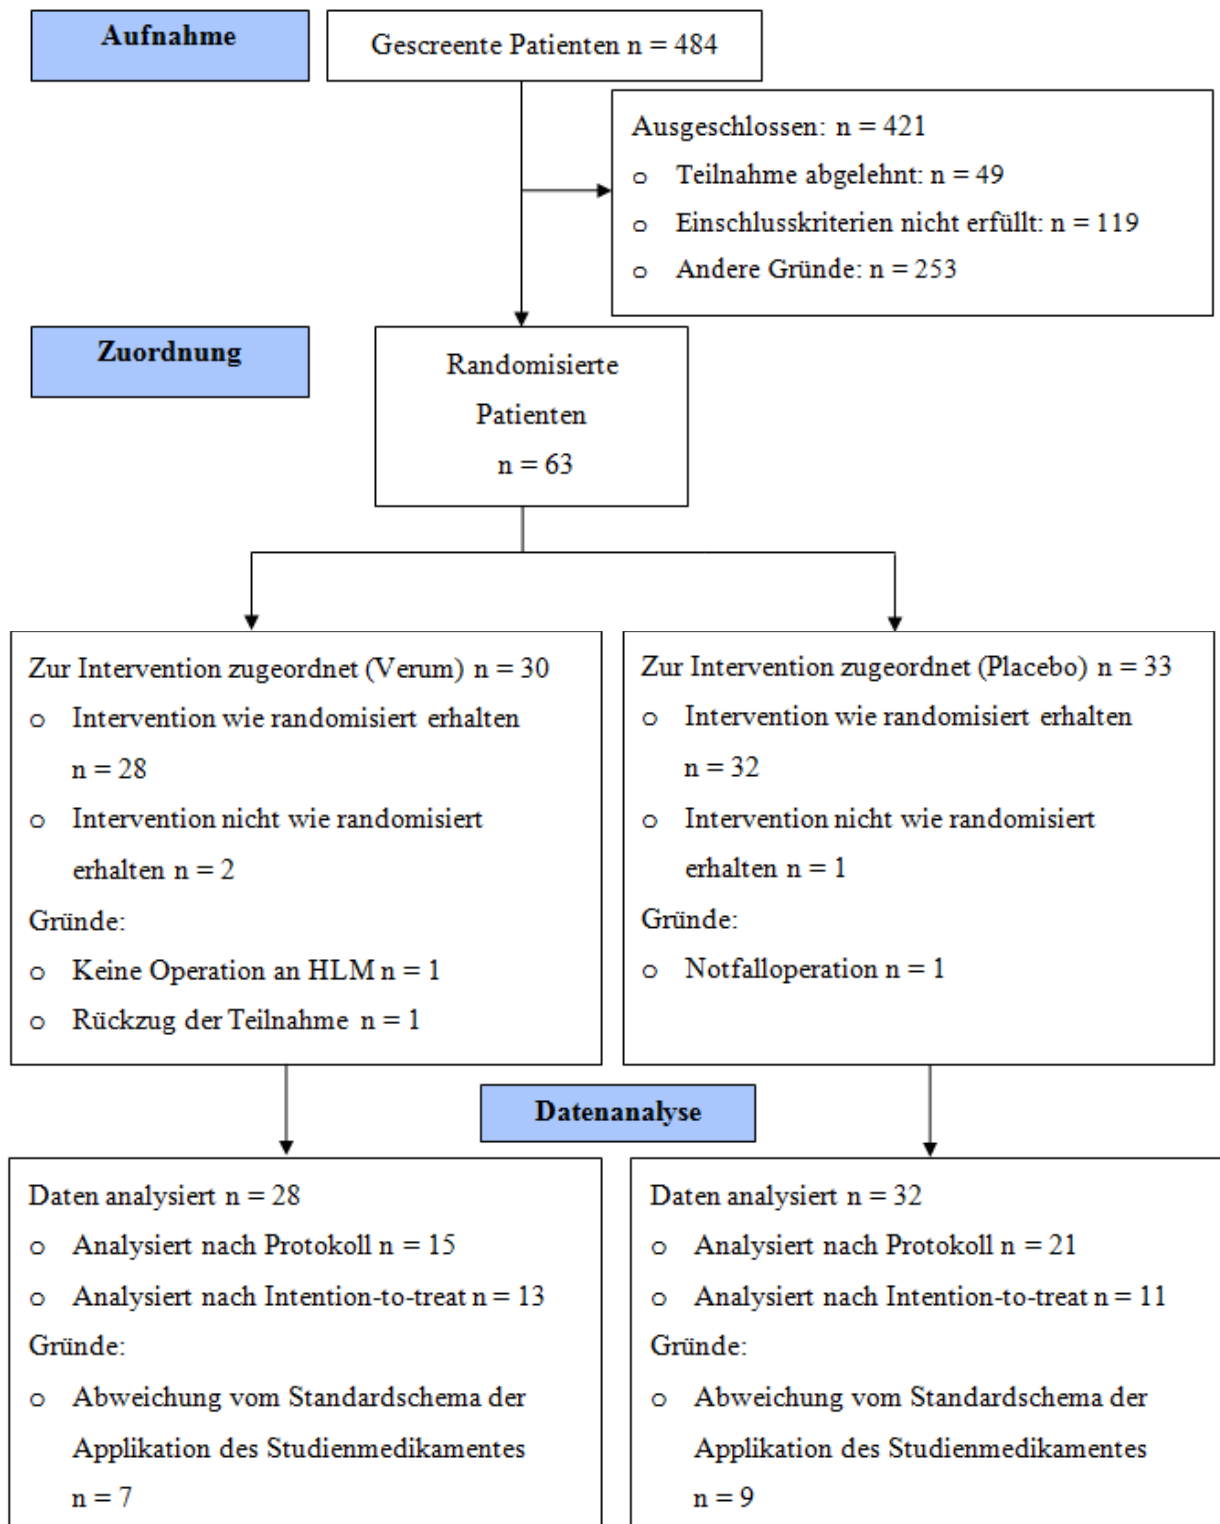 Aufnahme
Gescreente Patienten n = 484
Ausgeschlossen: n = 421
o Teilnahme abgelehnt: n = 49
o Einschlusskriterien nicht erfüllt: n = 119
o Andere Gründe: n = 253
Zuordnung
Randomisierte
Patienten
n = 63
Zur Intervention zugeordnet (Verum) n = 30
o Intervention wie randomisiert erhalten
n = 28
o Intervention nicht wie randomisiert
erhalten n = 2
Gründe:
o Keine Operation an HLM n = 1
o Rückzug der Teilnahme n = 1
Zur Intervention zugeordnet (Placebo) n = 33
o Intervention wie randomisiert erhalten
n = 32
o Intervention nicht wie randomisiert
erhalten n = 1
Gründe:
o Notfalloperation n = 1
Datenanalyse
Daten analysiert n = 28
o Analysiert nach Protokoll n = 15
o Analysiert nach Intention-to-treat n = 13
Gründe:
o Abweichung vom Standardschema der
Applikation des Studienmedikamentes
n = 7
Daten analysiert n = 32
o Analysiert nach Protokoll n = 21
o Analysiert nach Intention-to-treat n = 11
Gründe:
o Abweichung vom Standardschema der
Applikation des Studienmedikamentes
n = 9